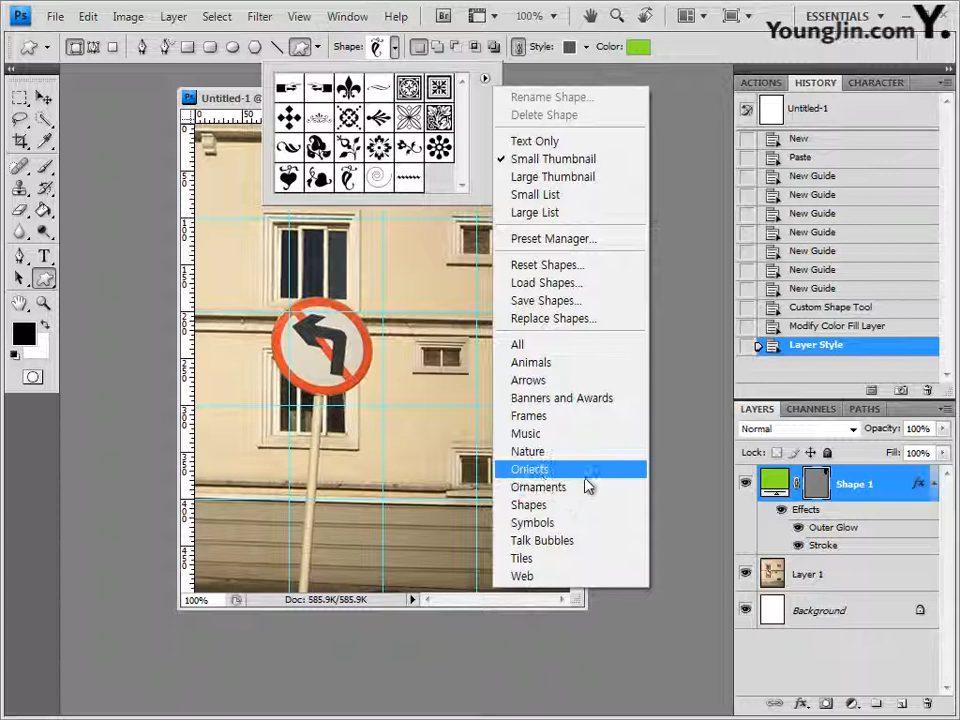 Ps File Edit Image Layer Select Filter View Window Help Br 100% ESSENTIALS
YoungJin.com Y.
Shape: Style: Color:
ACTIONS HISTORY CHARACTER
Ps Untitled-1 @
Untitled-1
New
Paste
New Guide
New Guide
New Guide
New Guide
New Guide
New Guide
New Guide
Custom Shape Tool
Modify Color Fill Layer
Layer Style
Rename Shape...
Delete Shape
Text Only
Small Thumbnail
Large Thumbnail
Small List
Large List
Preset Manager...
Reset Shapes...
Load Shapes...
Save Shapes...
Replace Shapes...
All
Animals
Arrows
Banners and Awards
Frames
Music
Nature
Onjects
Ornaments
Shapes
Symbols
Talk Bubbles
Tiles
Web
LAYERS CHANNELS PATHS
Normal Opacity: 100%
Lock: Fill: 100%
Shape 1 fx
Effects
Outer Glow
Stroke
Layer 1
Background
100% Doc: 585.9K/585.9K